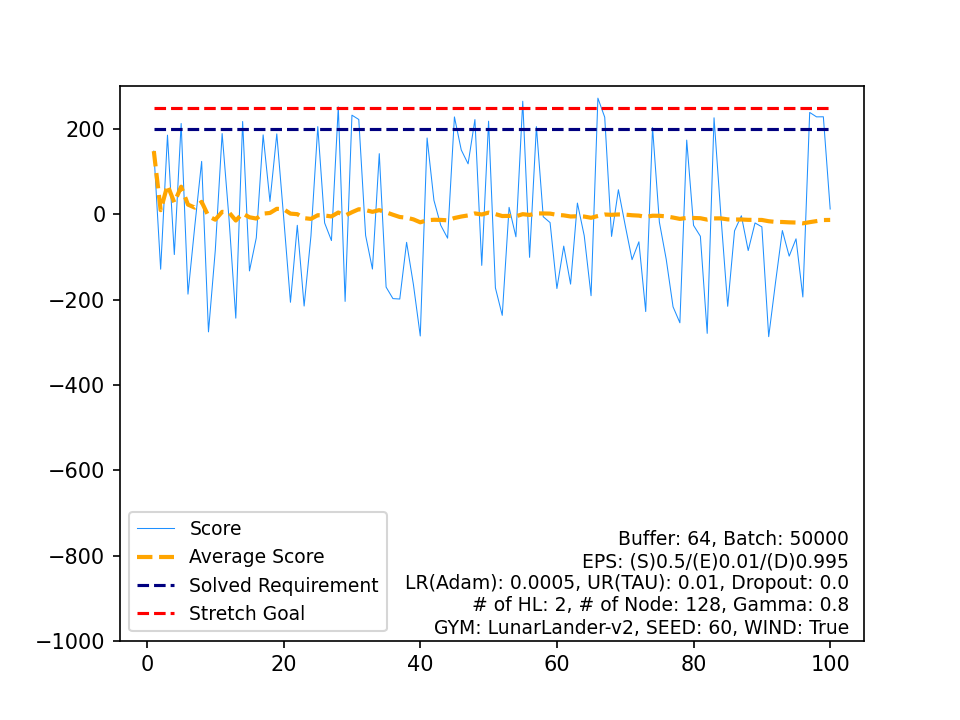 200
0
−200
−400
−600
−800
−1000
0
20
40
60
80
100
Score
Average Score
Solved Requirement
Stretch Goal
Buffer: 64, Batch: 50000
EPS: (S)0.5/(E)0.01/(D)0.995
LR(Adam): 0.0005, UR(TAU): 0.01, Dropout: 0.0
# of HL: 2, # of Node: 128, Gamma: 0.8
GYM: LunarLander-v2, SEED: 60, WIND: True